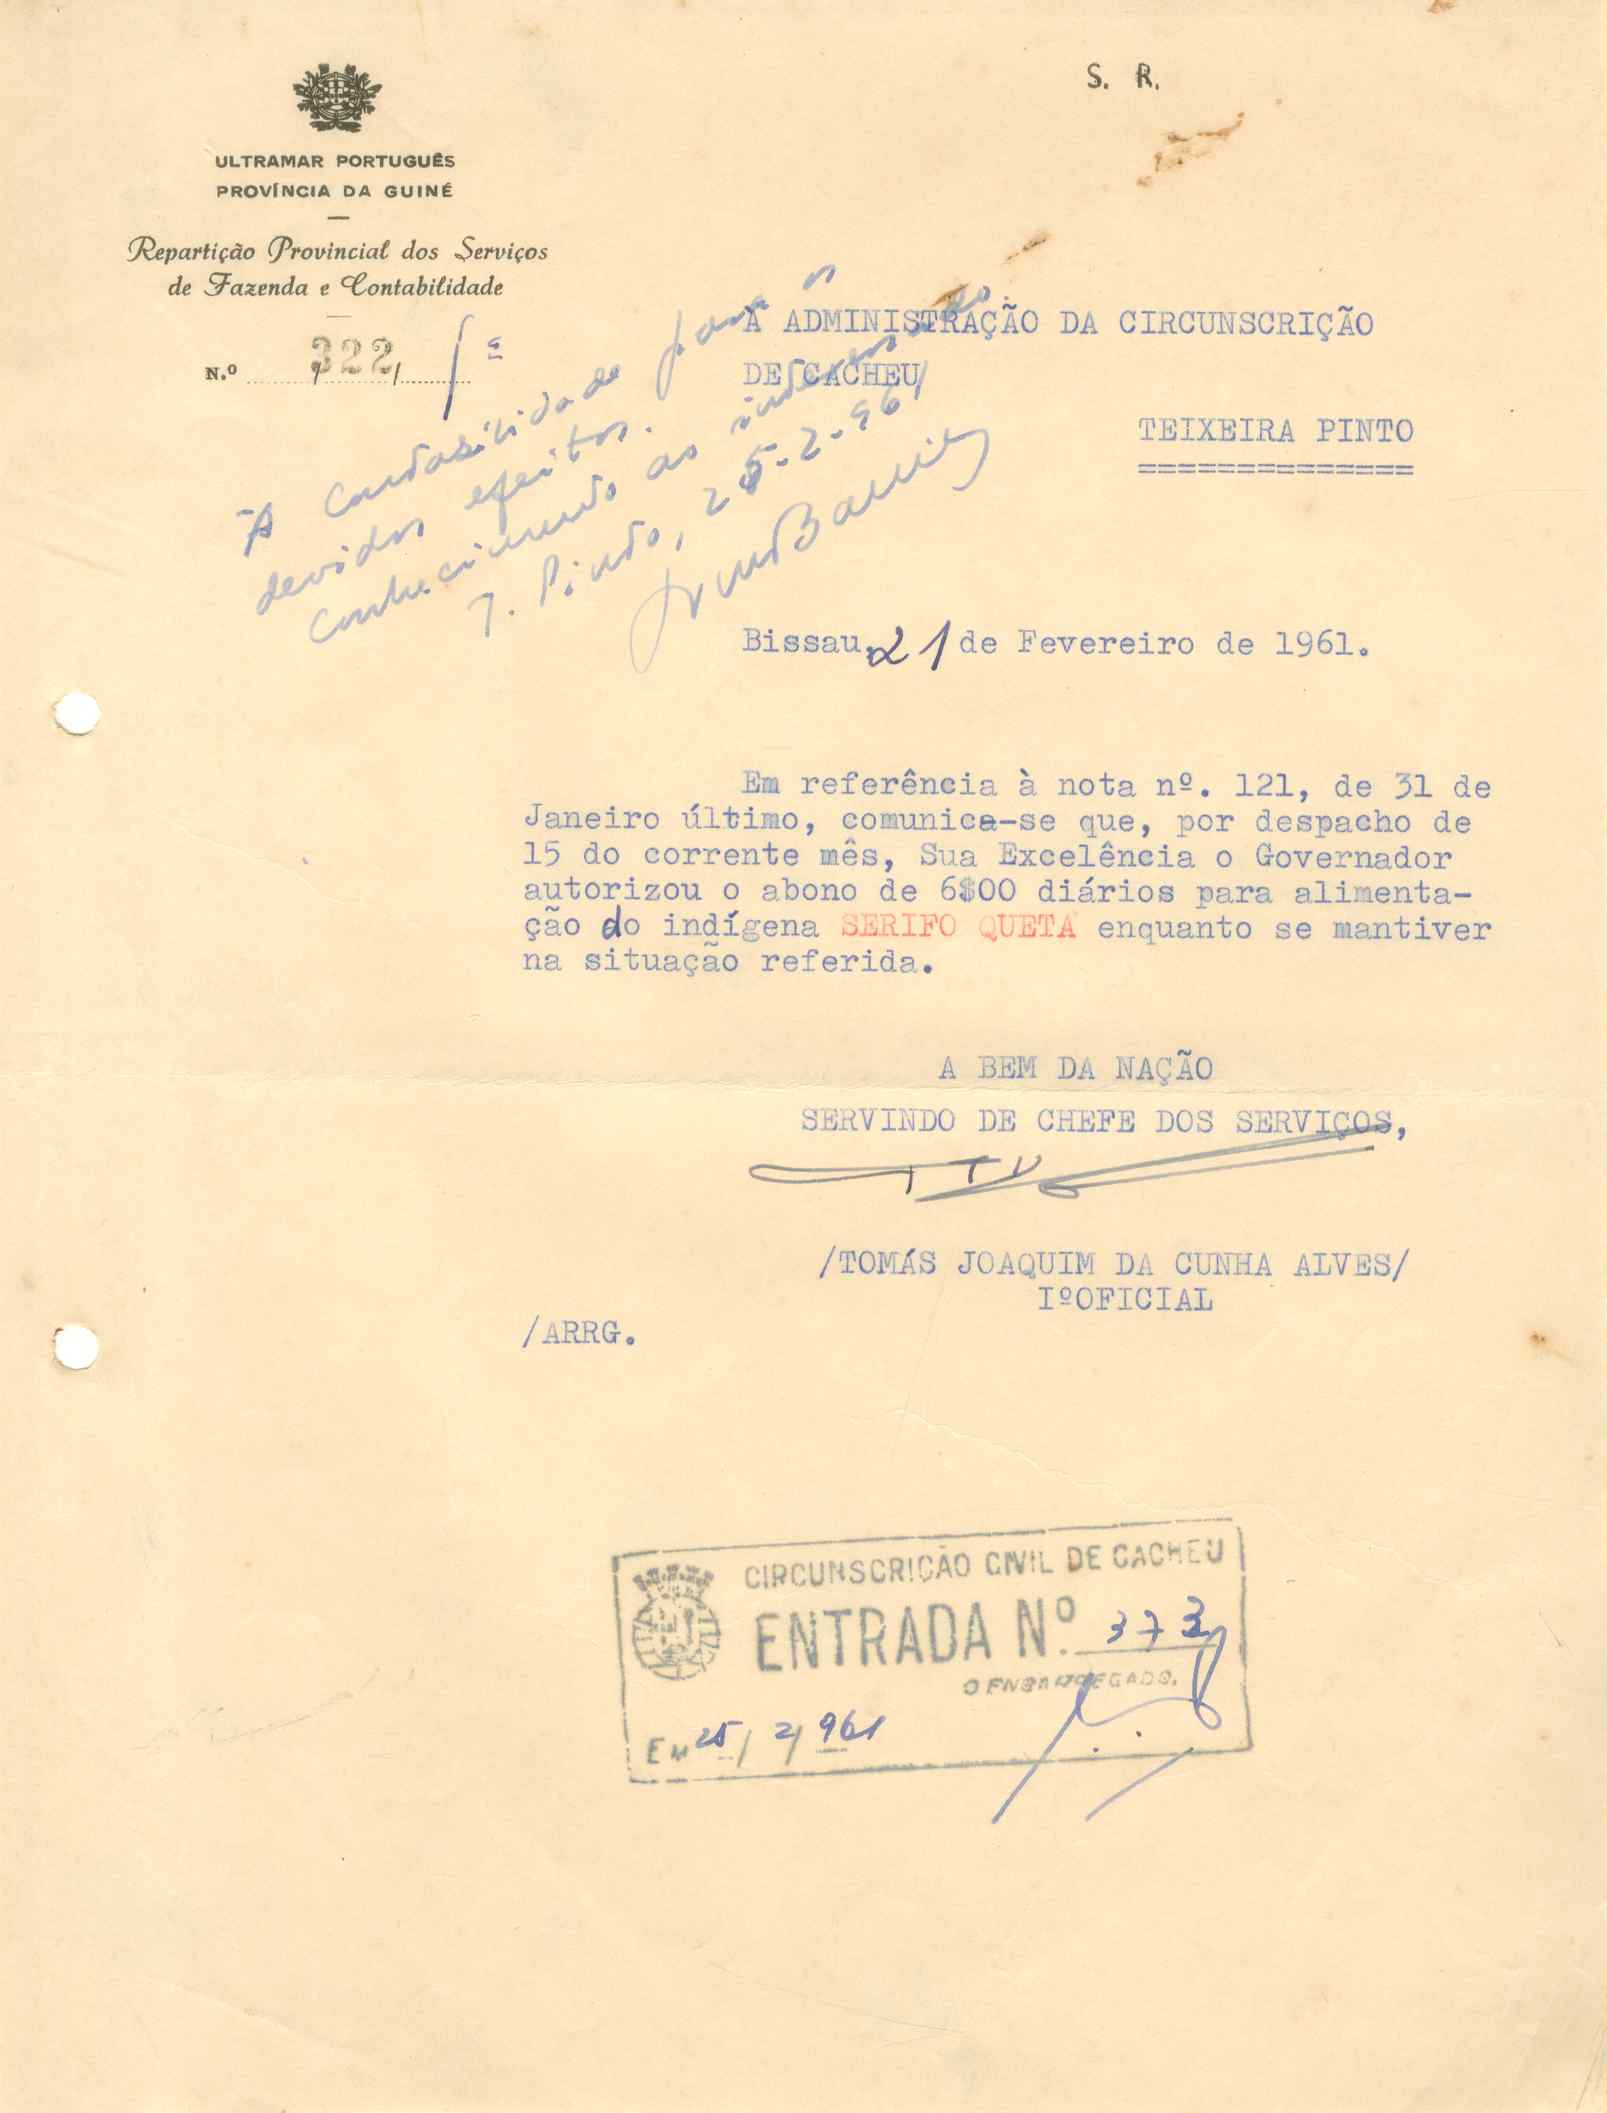 S. R.
ULTRAMAR PORTUGUÊS
PROVÍNCIA DA GUINÉ
Repartição Provincial dos Serviços
de Fazenda e Contabilidade
N.º 322/
À ADMINISTRAÇÃO DA CIRCUNSCRIÇÃO
DE CACHEU
TEIXEIRA PINTO
==============
À contabilidade para os
devidos efeitos.
conhecimento ao interessado.
T. Pinto, 25-2-961
Bissau, 21 de Fevereiro de 1961.
Em referência à nota nº. 121, de 31 de
Janeiro último, comunica-se que, por despacho de
15 do corrente mês, Sua Excelência o Governador
autorizou o abono de 6$00 diários para alimenta-
ção do indígena SERIFO QUETA enquanto se mantiver
na situação referida.
A BEM DA NAÇÃO
SERVINDO DE CHEFE DOS SERVIÇOS,
/TOMÁS JOAQUIM DA CUNHA ALVES/
IºOFICIAL
/ARRG.
CIRCUNSCRIÇÃO CIVIL DE CACHEU
ENTRADA Nº. 373
O ENCARREGADO.
EM 25/2/961